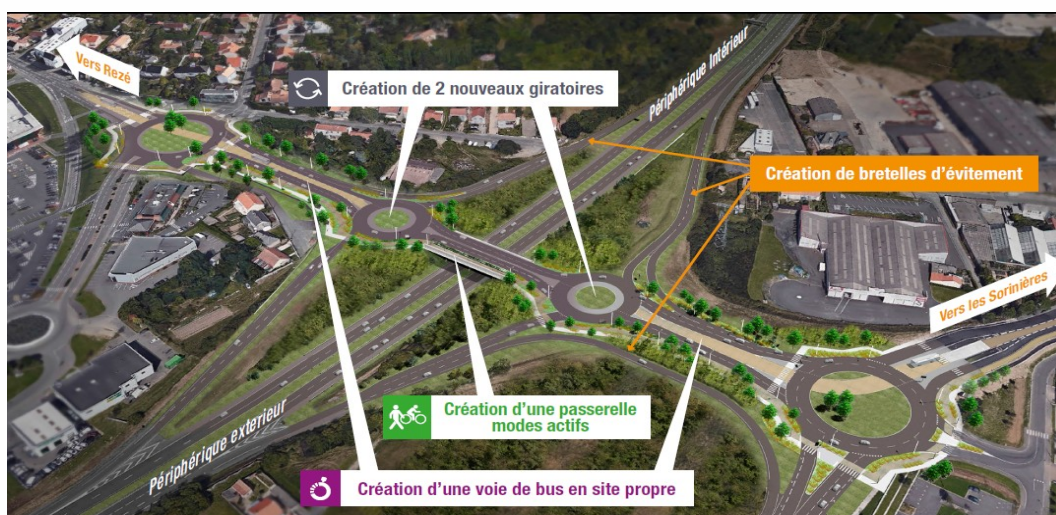 Vers Rezé
Création de 2 nouveaux giratoires
Périphérique Intérieur
Création de bretelles d'évitement
Vers les Sorinières
Création d'une passerelle
modes actifs
Périphérique exterieur
Création d'une voie de bus en site propre